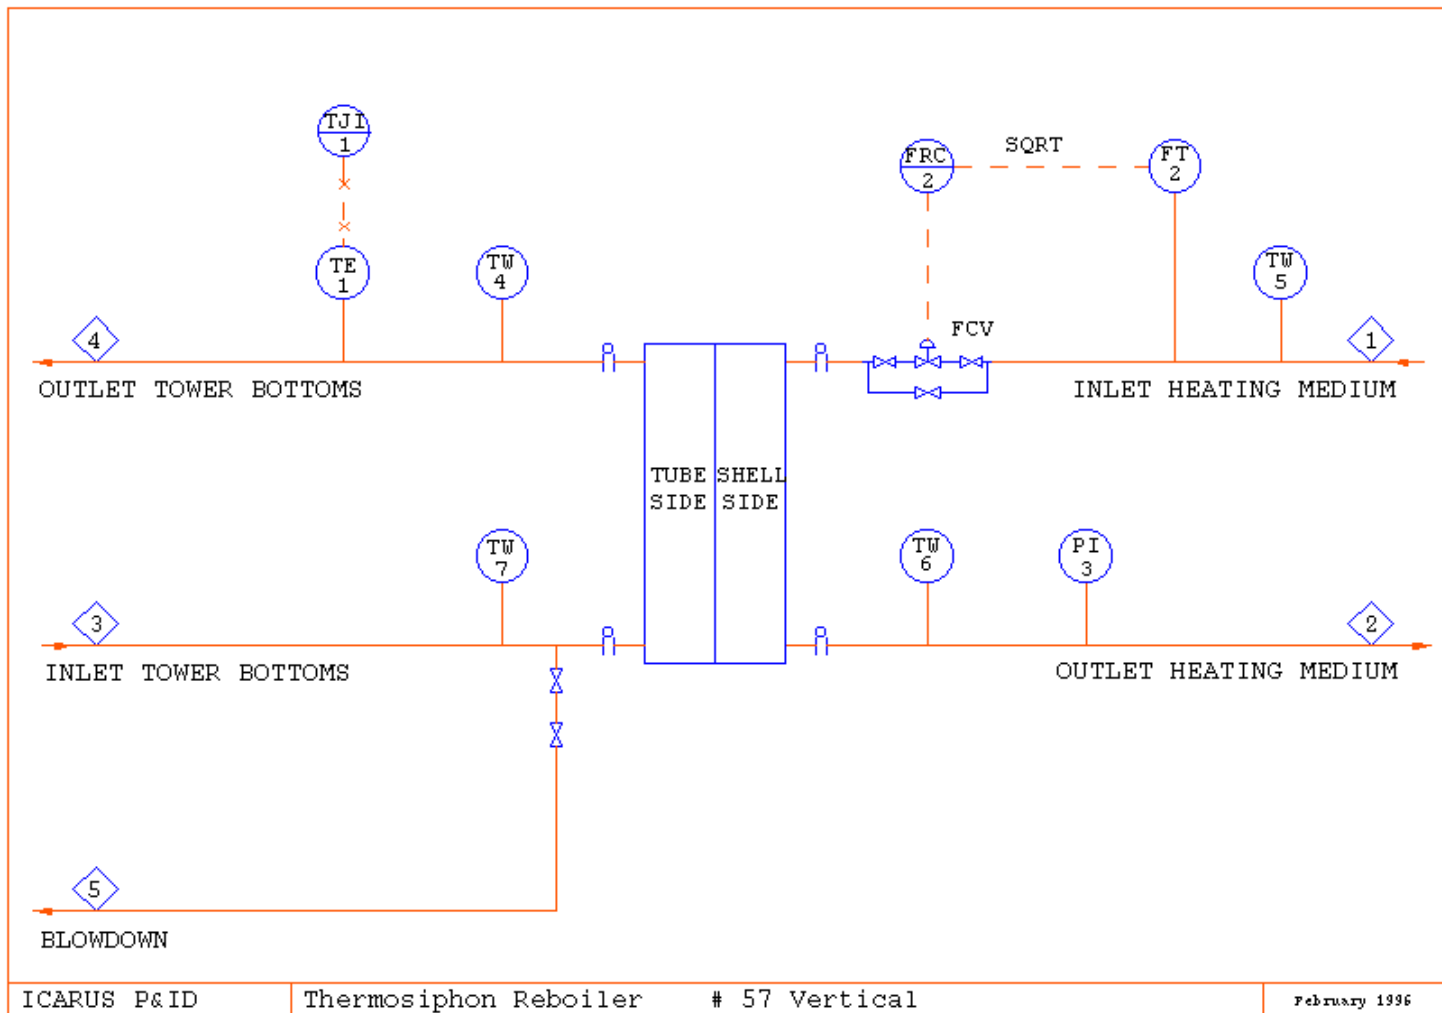 TJI
1
FRC
2
SQRT
FT
2
TE
1
TW
4
TW
5
FCV
4
1
OUTLET TOWER BOTTOMS
INLET HEATING MEDIUM
TUBE SIDE
SHELL SIDE
TW
7
TW
6
PI
3
3
2
INLET TOWER BOTTOMS
OUTLET HEATING MEDIUM
5
BLOWDOWN
ICARUS P&ID
Thermosiphon Reboiler # 57 Vertical
February 1996